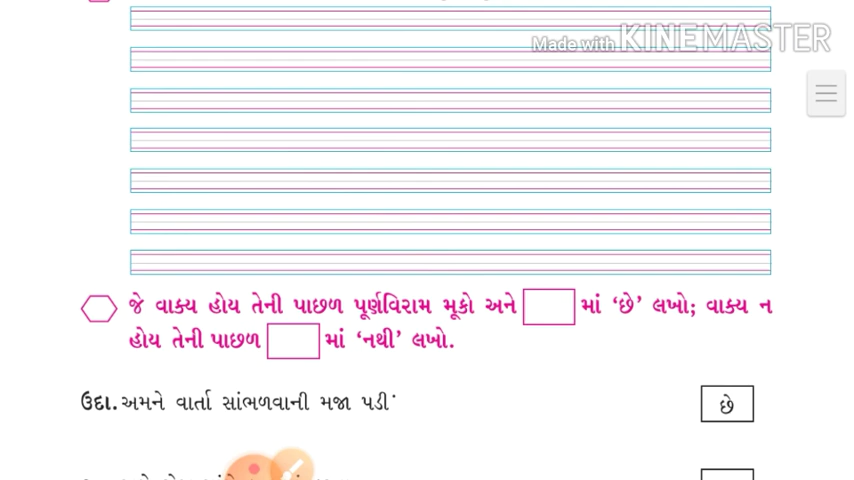 Made with KINEMASTER
જે વાક્ય હોય તેની પાછળ પૂર્ણવિરામ મૂકો અને માં ‘છે’ લખો; વાક્ય ન
હોય તેની પાછળ માં ‘નથી’ લખો.
ઉદા. અમને વાર્તા સાંભળવાની મજા પડી. છે